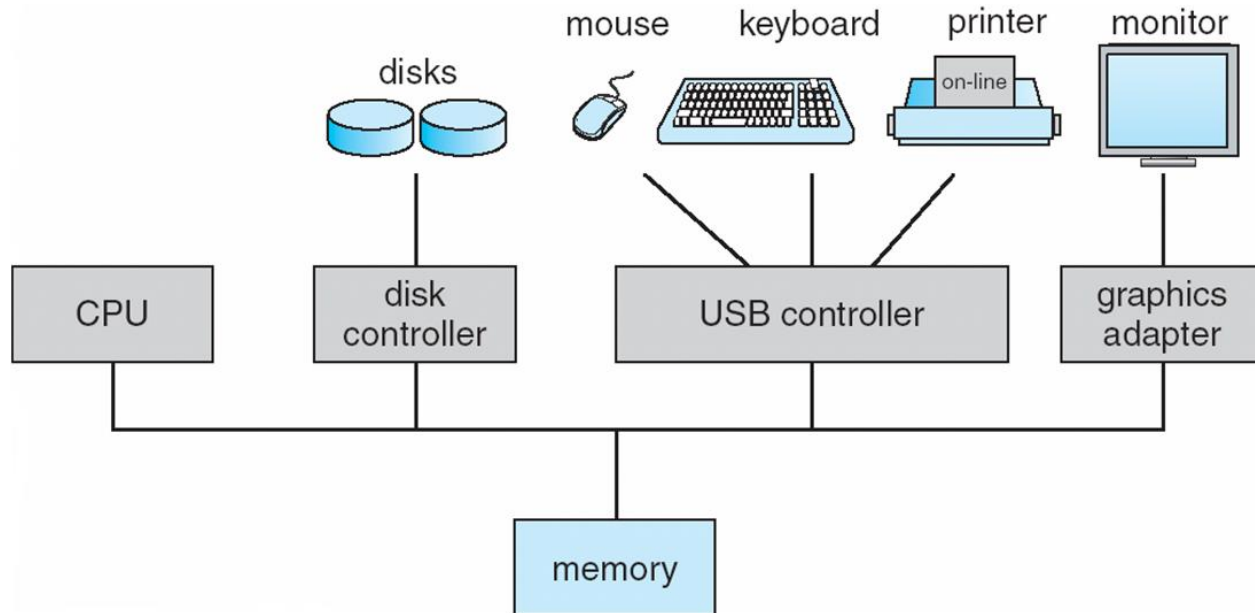 mouse
keyboard
printer
monitor
disks
on-line
CPU
disk
controller
USB controller
graphics
adapter
memory